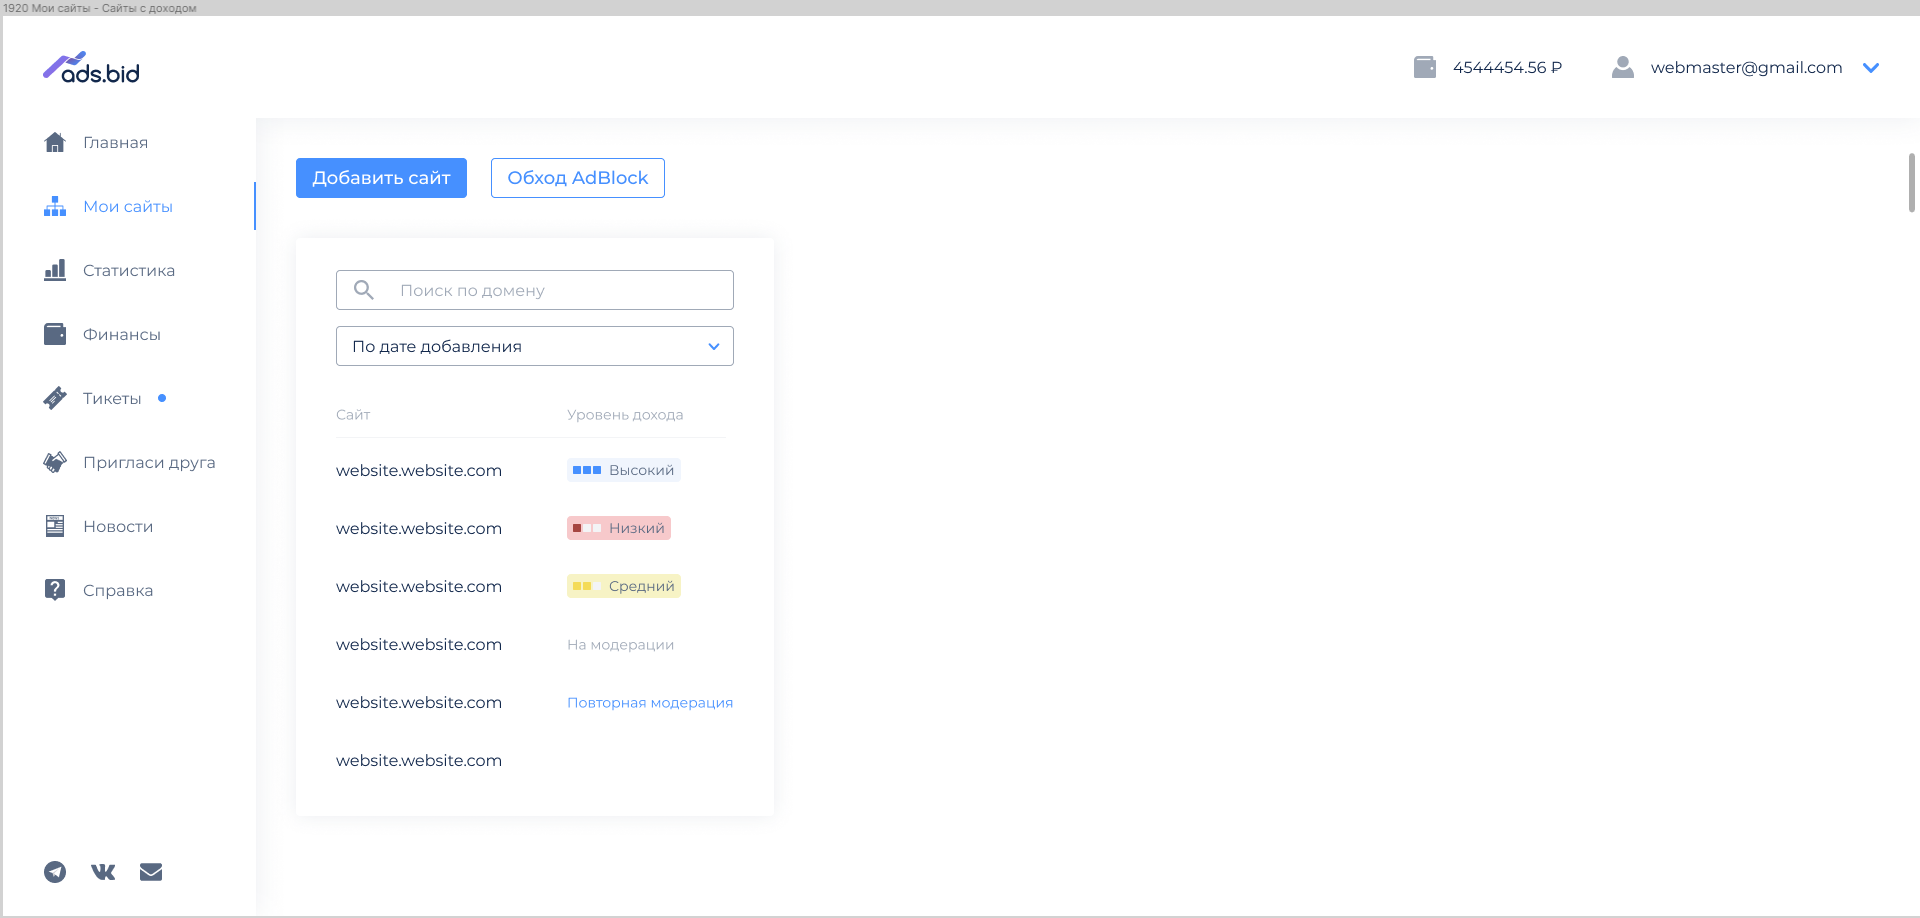 1920 Мои сайты - Сайты с доходом
ads.bid
4544454.56 ₽
webmaster@gmail.com
Главная
Мои сайты
Статистика
Финансы
Тикеты
Пригласи друга
Новости
Справка
Добавить сайт
Обход AdBlock
Поиск по домену
По дате добавления
Сайт Уровень дохода
website.website.com Высокий
website.website.com Низкий
website.website.com Средний
website.website.com На модерации
website.website.com Повторная модерация
website.website.com